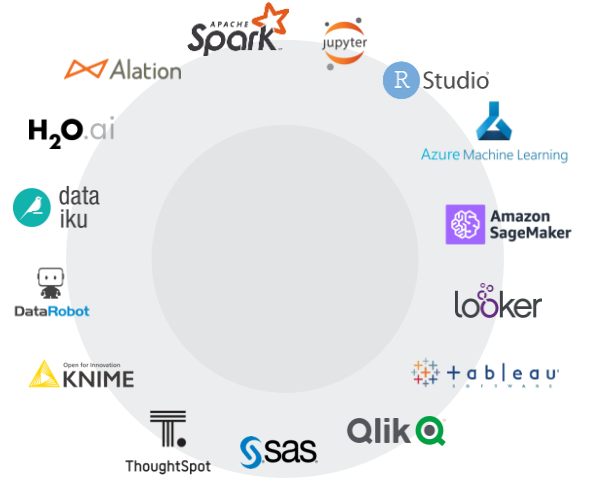 APACHE
Spark™
jupyter
R Studio®
Alation
Azure Machine Learning
H2O.ai
data
iku
Amazon
SageMaker
DataRobot
looker
Open for Innovation
KNIME
tableau
SOFTWARE
T.
ThoughtSpot
sas
Qlik Q